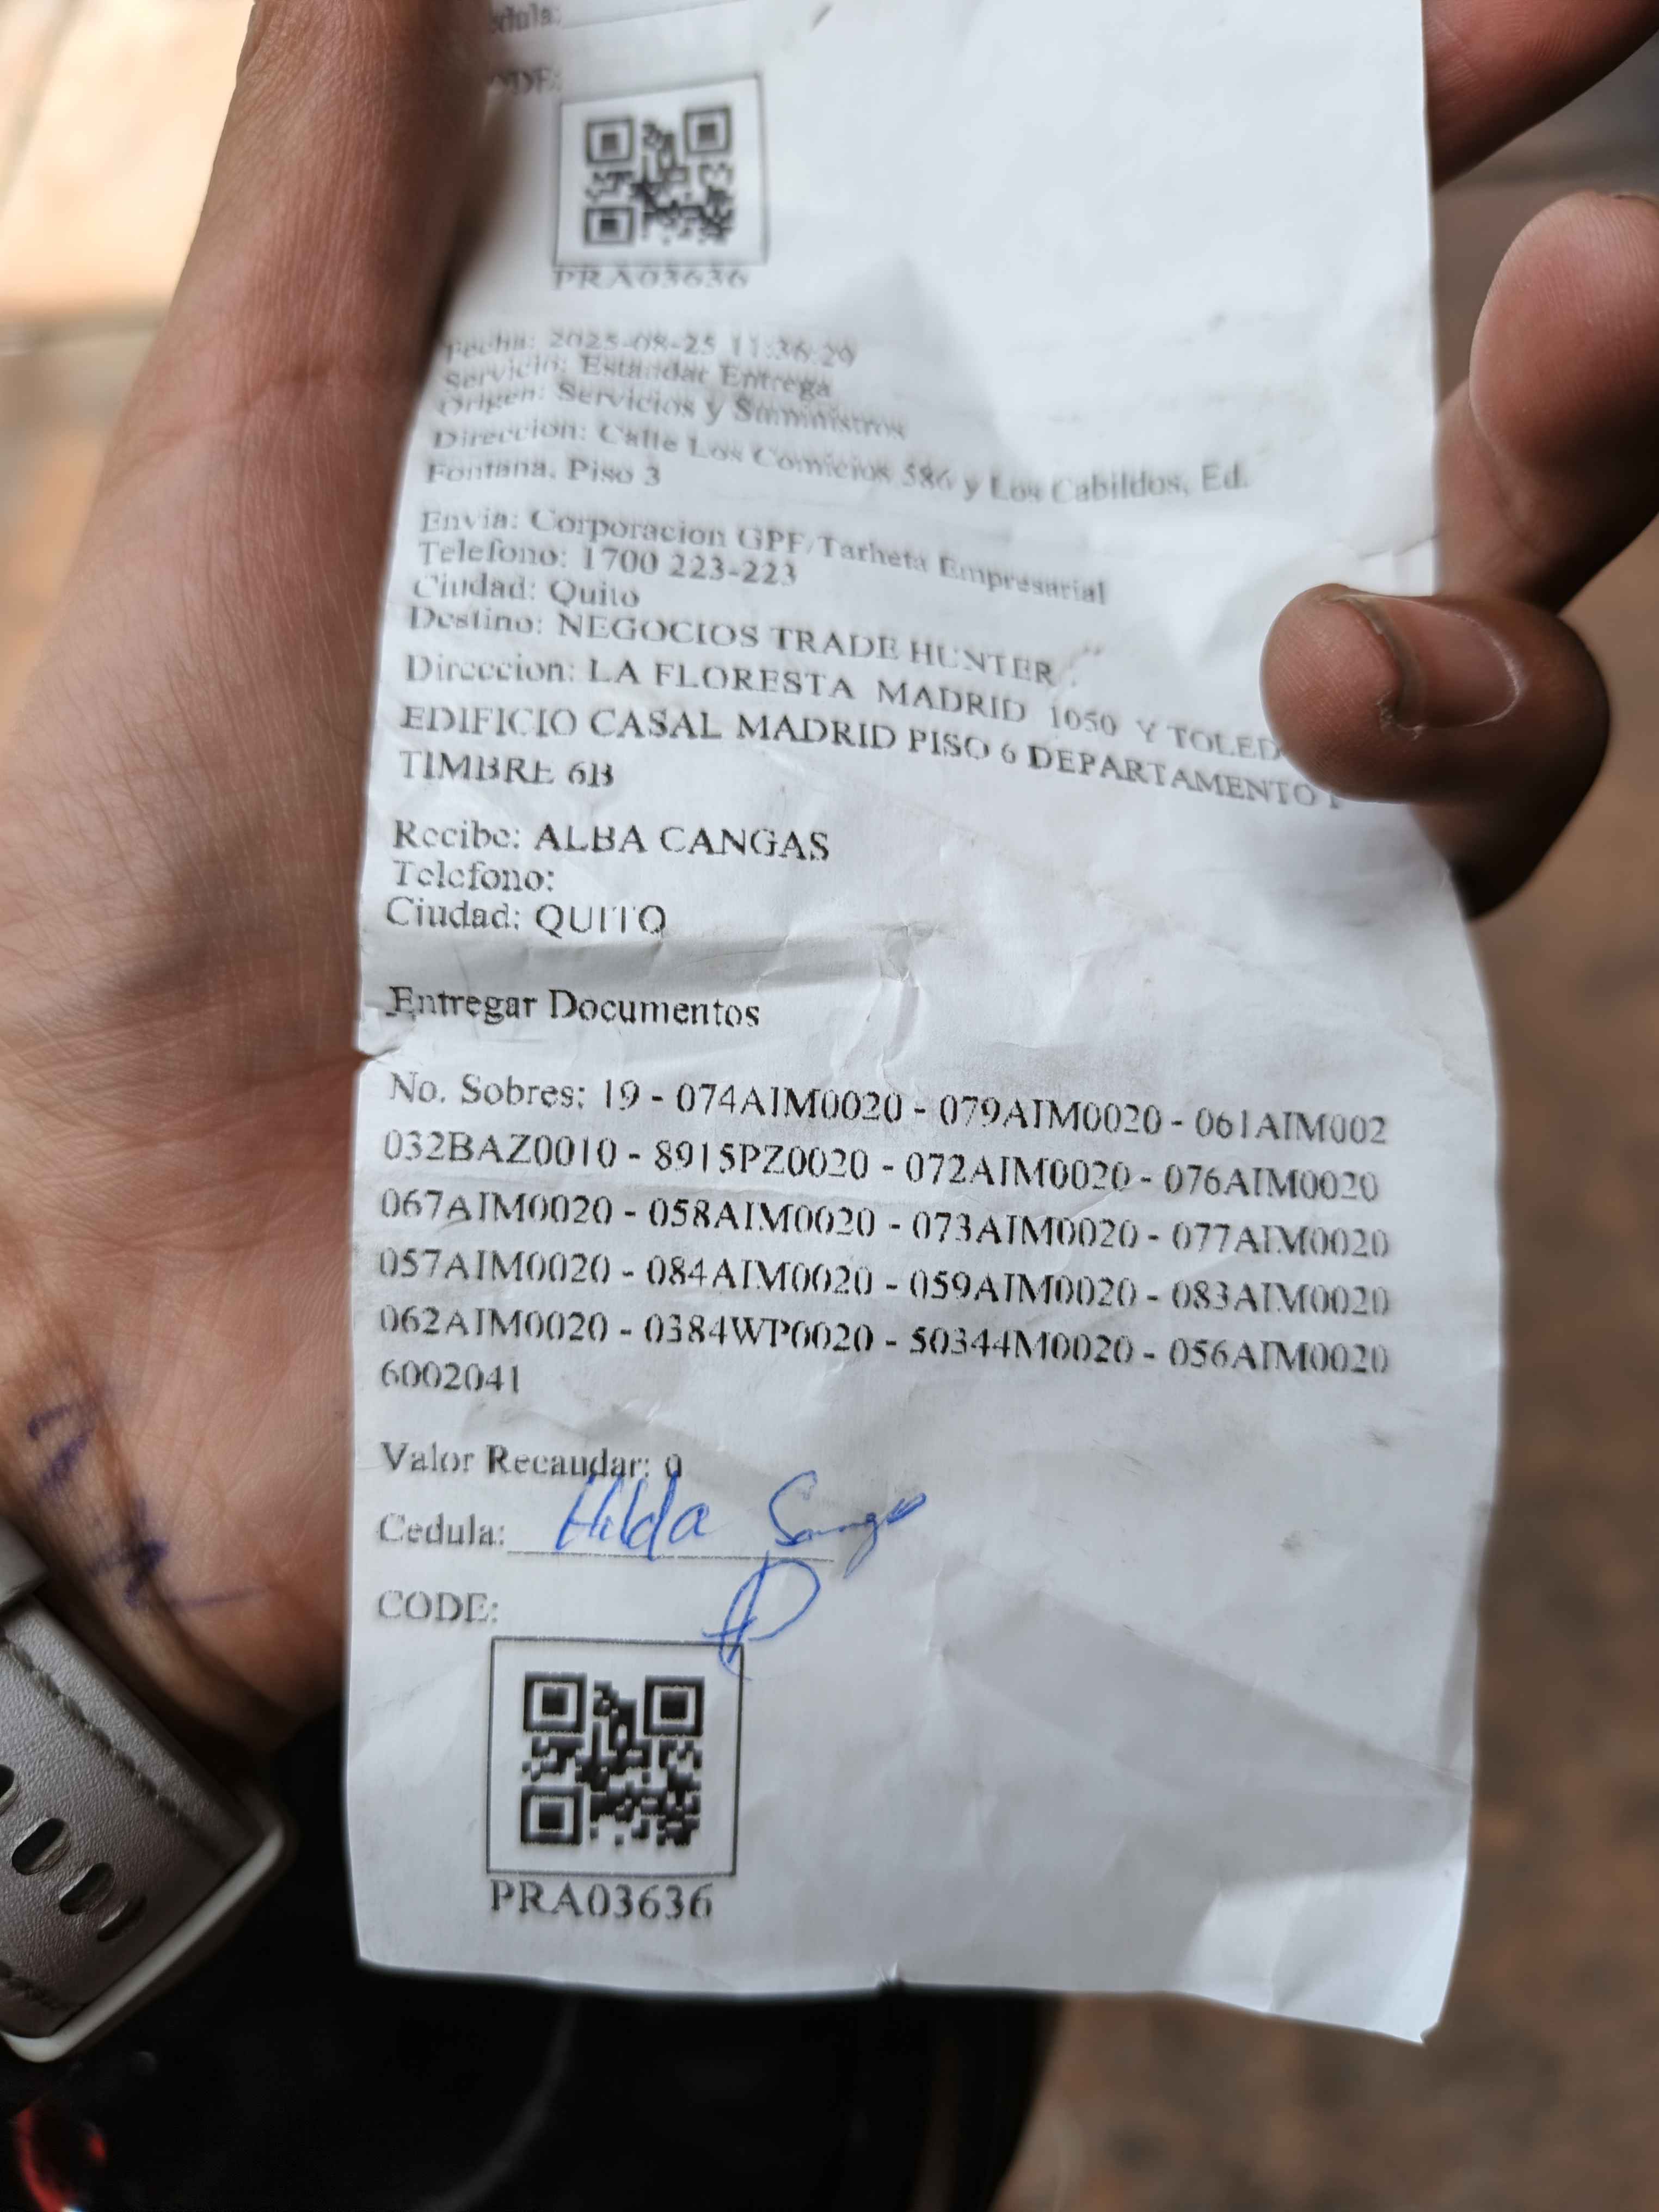 CODE:
PRA03636
Fecha: 2025-08-25 11:36:29
Servicio: Estandar Entrega
Origen: Servicios y Suministros
Direccion: Calle Los Comicios 586 y Los Cabildos, Ed.
Fontana, Piso 3
Envia: Corporacion GPF/Tarheta Empresarial
Telefono: 1700 223-223
Ciudad: Quito
Destino: NEGOCIOS TRADE HUNTER .
Direccion: LA FLORESTA MADRID 1050 Y TOLED
EDIFICIO CASAL MADRID PISO 6 DEPARTAMENTO
TIMBRE 6B
Recibe: ALBA CANGAS
Telefono:
Ciudad: QUITO
Entregar Documentos
No. Sobres: 19 - 074AIM0020 - 079AIM0020 - 061AIM002
032BAZ0010 - 8915PZ0020 - 072AIM0020 - 076AIM0020
067AIM0020 - 058AIM0020 - 073AIM0020 - 077AIM0020
057AIM0020 - 084AIM0020 - 059AIM0020 - 083AIM0020
062AIM0020 - 0384WP0020 - 50344M0020 - 056AIM0020
6002041
Valor Recaudar: 0
Cedula: Hilda
CODE:
PRA03636